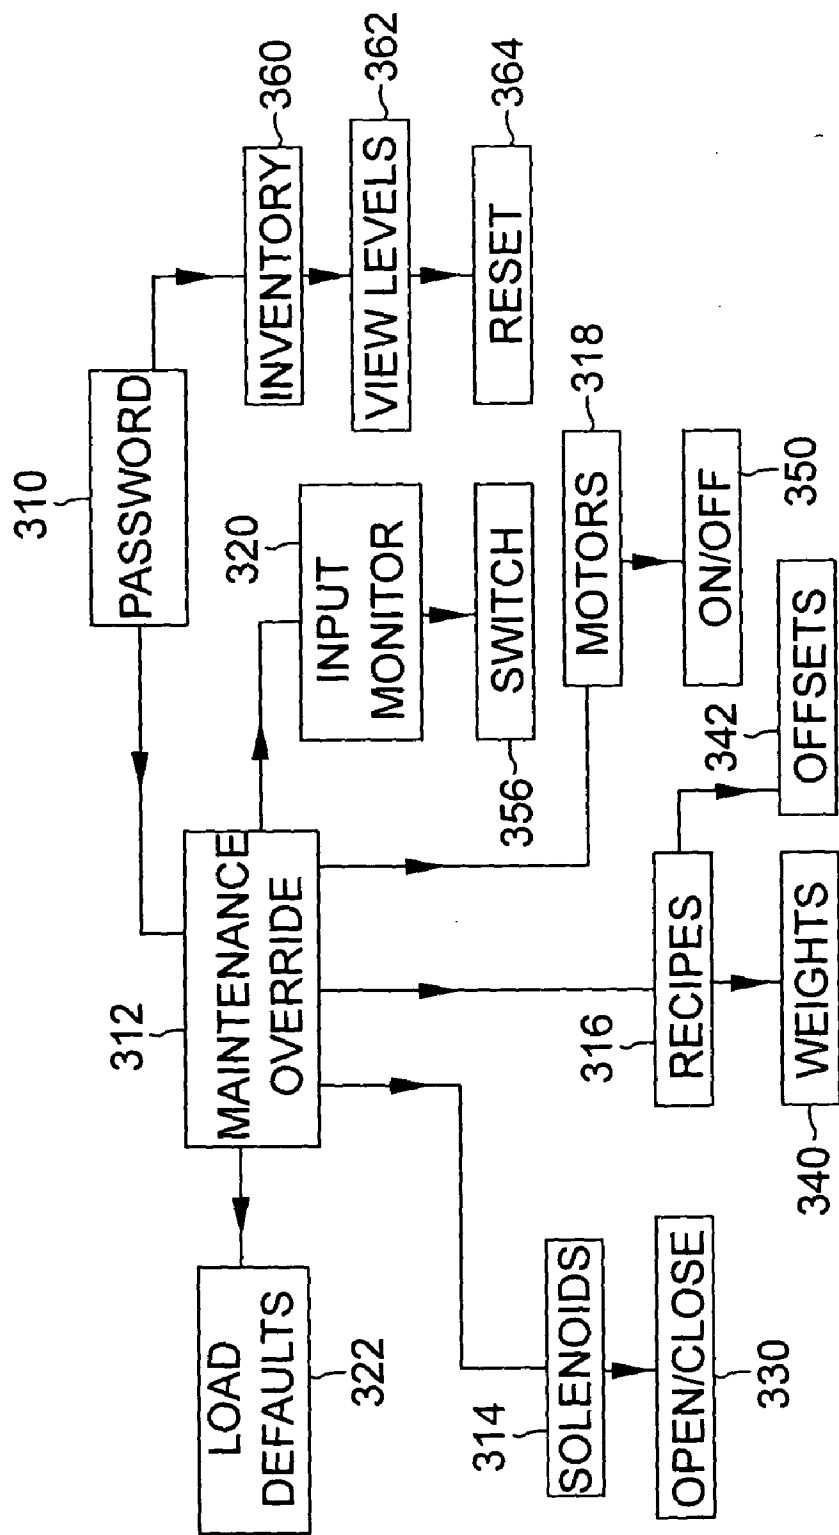 310
PASSWORD
312
MAINTENANCE
OVERRIDE
LOAD
DEFAULTS
322
INPUT
MONITOR
320
SWITCH
356
INVENTORY
360
VIEW LEVELS
362
RESET
364
SOLENOIDS
314
OPEN/CLOSE
330
RECIPES
316
WEIGHTS
340
OFFSETS
342
MOTORS
318
ON/OFF
350